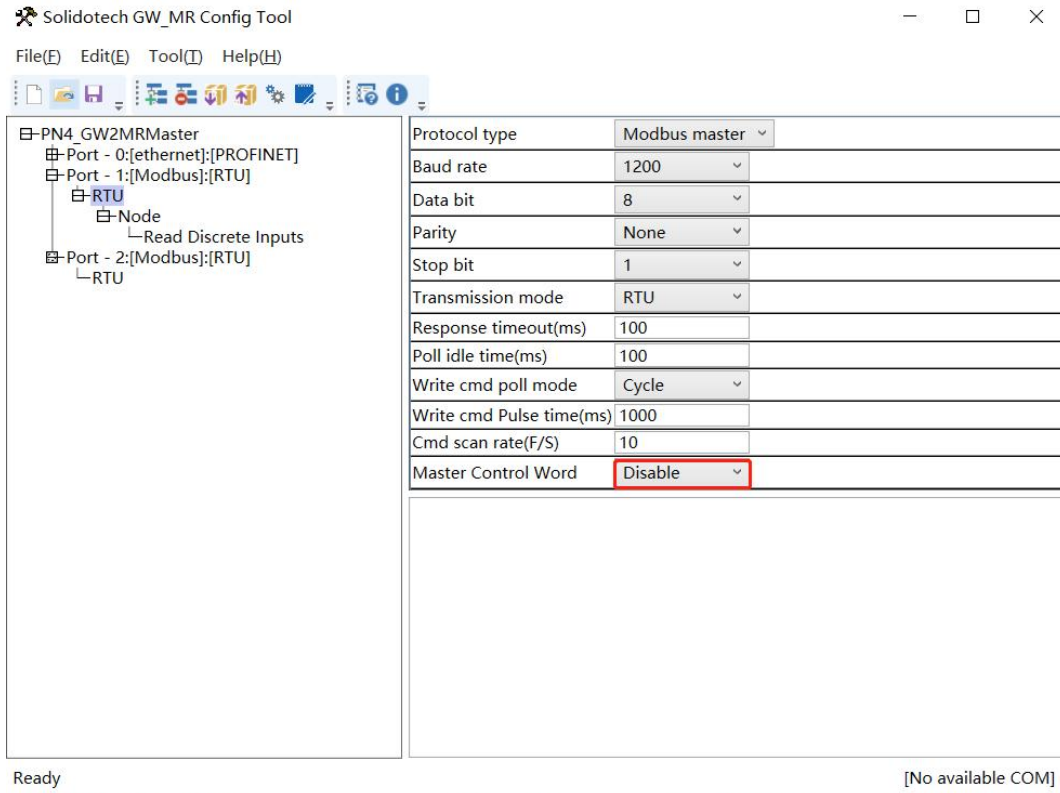 Solidotech GW_MR Config Tool
File(F) Edit(E) Tool(T) Help(H)
PN4_GW2MRMaster
Port - 0:[ethernet]:[PROFINET]
Port - 1:[Modbus]:[RTU]
RTU
Node
Read Discrete Inputs
Port - 2:[Modbus]:[RTU]
RTU
Protocol type Modbus master
Baud rate 1200
Data bit 8
Parity None
Stop bit 1
Transmission mode RTU
Response timeout(ms) 100
Poll idle time(ms) 100
Write cmd poll mode Cycle
Write cmd Pulse time(ms) 1000
Cmd scan rate(F/S) 10
Master Control Word Disable
Ready [No available COM]